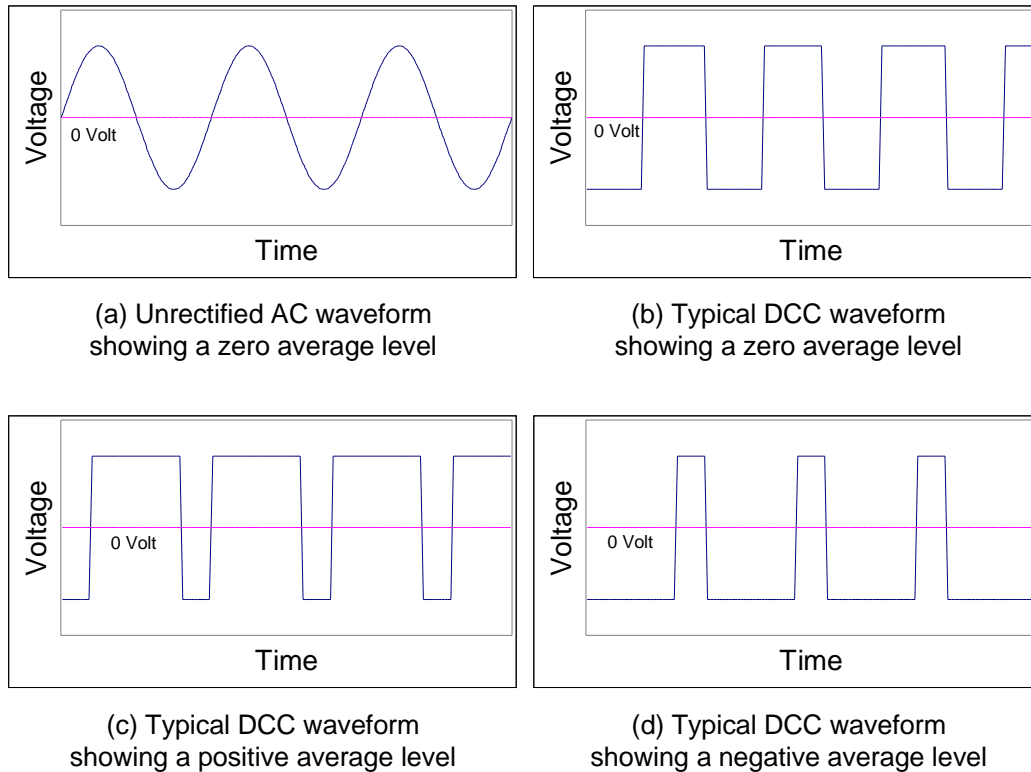 Voltage
0 Volt
Time
(a) Unrectified AC waveform
showing a zero average level
Voltage
0 Volt
Time
(b) Typical DCC waveform
showing a zero average level
Voltage
0 Volt
Time
(c) Typical DCC waveform
showing a positive average level
Voltage
0 Volt
Time
(d) Typical DCC waveform
showing a negative average level